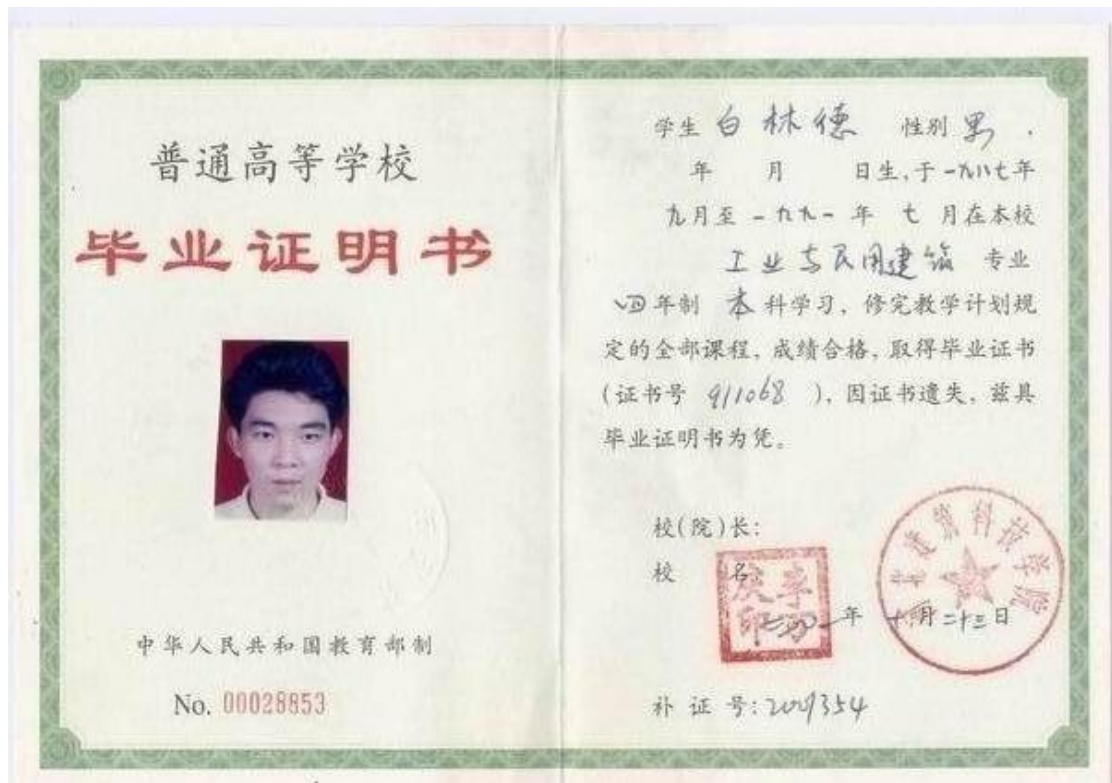 普通高等学校
毕业证明书
中华人民共和国教育部制
No. 00028853
学生 白林德 性别 男 .
年 月 日生,于一九八七年
九月至一九九一年 七 月在本校
工业与民用建筑 专业
四年制 本科学习, 修完教学计划规
定的全部课程, 成绩合格, 取得毕业证书
(证书号 911068 ), 因证书遗失, 兹具
毕业证明书为凭。
校(院)长:
校 名:
建筑科技学院
年 月二十三日
补 证 号: